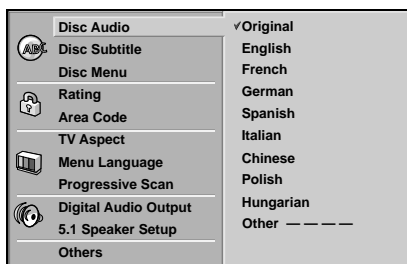 Disc Audio
Disc Subtitle
Disc Menu
Rating
Area Code
TV Aspect
Menu Language
Progressive Scan
Digital Audio Output
5.1 Speaker Setup
Others
✓Original
English
French
German
Spanish
Italian
Chinese
Polish
Hungarian
Other — — — —
ABC
?